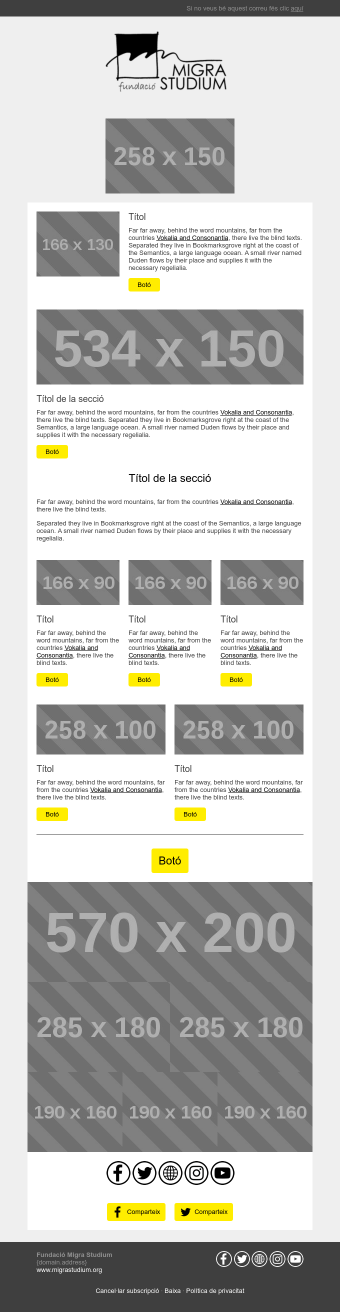 Si no veus bé aquest correu fés clic aquí
MIGRA
fundació STUDIUM
258 x 150
166 x 130
Títol
Far far away, behind the word mountains, far from the
countries Vokalia and Consonantia, there live the blind texts.
Separated they live in Bookmarksgrove right at the coast of
the Semantics, a large language ocean. A small river named
Duden flows by their place and supplies it with the
necessary regelialia.
Botó
534 x 150
Títol de la secció
Far far away, behind the word mountains, far from the countries Vokalia and Consonantia,
there live the blind texts. Separated they live in Bookmarksgrove right at the coast of the
Semantics, a large language ocean. A small river named Duden flows by their place and
supplies it with the necessary regelialia.
Botó
Títol de la secció
Far far away, behind the word mountains, far from the countries Vokalia and Consonantia,
there live the blind texts.
Separated they live in Bookmarksgrove right at the coast of the Semantics, a large language
ocean. A small river named Duden flows by their place and supplies it with the necessary
regelialia.
166 x 90
Títol
Far far away, behind the
word mountains, far from the
countries Vokalia and
Consonantia, there live the
blind texts.
Botó
166 x 90
Títol
Far far away, behind the
word mountains, far from the
countries Vokalia and
Consonantia, there live the
blind texts.
Botó
166 x 90
Títol
Far far away, behind the
word mountains, far from the
countries Vokalia and
Consonantia, there live the
blind texts.
Botó
258 x 100
Títol
Far far away, behind the word mountains, far
from the countries Vokalia and Consonantia,
there live the blind texts.
Botó
258 x 100
Títol
Far far away, behind the word mountains, far
from the countries Vokalia and Consonantia,
there live the blind texts.
Botó
Botó
570 x 200
285 x 180
285 x 180
190 x 160
190 x 160
190 x 160
Comparteix
Comparteix
Fundació Migra Studium
{domain.address}
www.migrastudium.org
Cancel·lar subscripció · Baixa · Política de privacitat